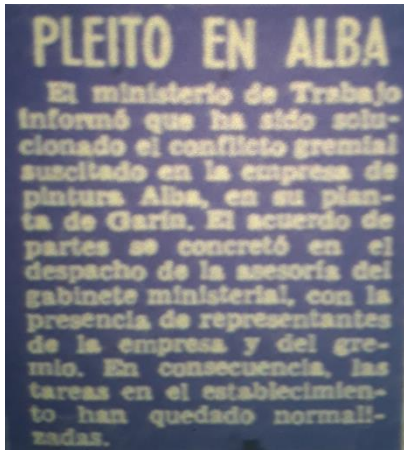 PLEITO EN ALBA
El ministerio de Trabajo
informó que ha sido solu-
cionado el conflicto gremial
suscitado en la empresa de
pintura Alba, en su plan-
ta de Garín. El acuerdo de
partes se concretó en el
despacho de la asesoría del
gabinete ministerial, con la
presencia de representantes
de la empresa y del gre-
mio. En consecuencia, las
tareas en el establecimien-
to han quedado normali-
zadas.